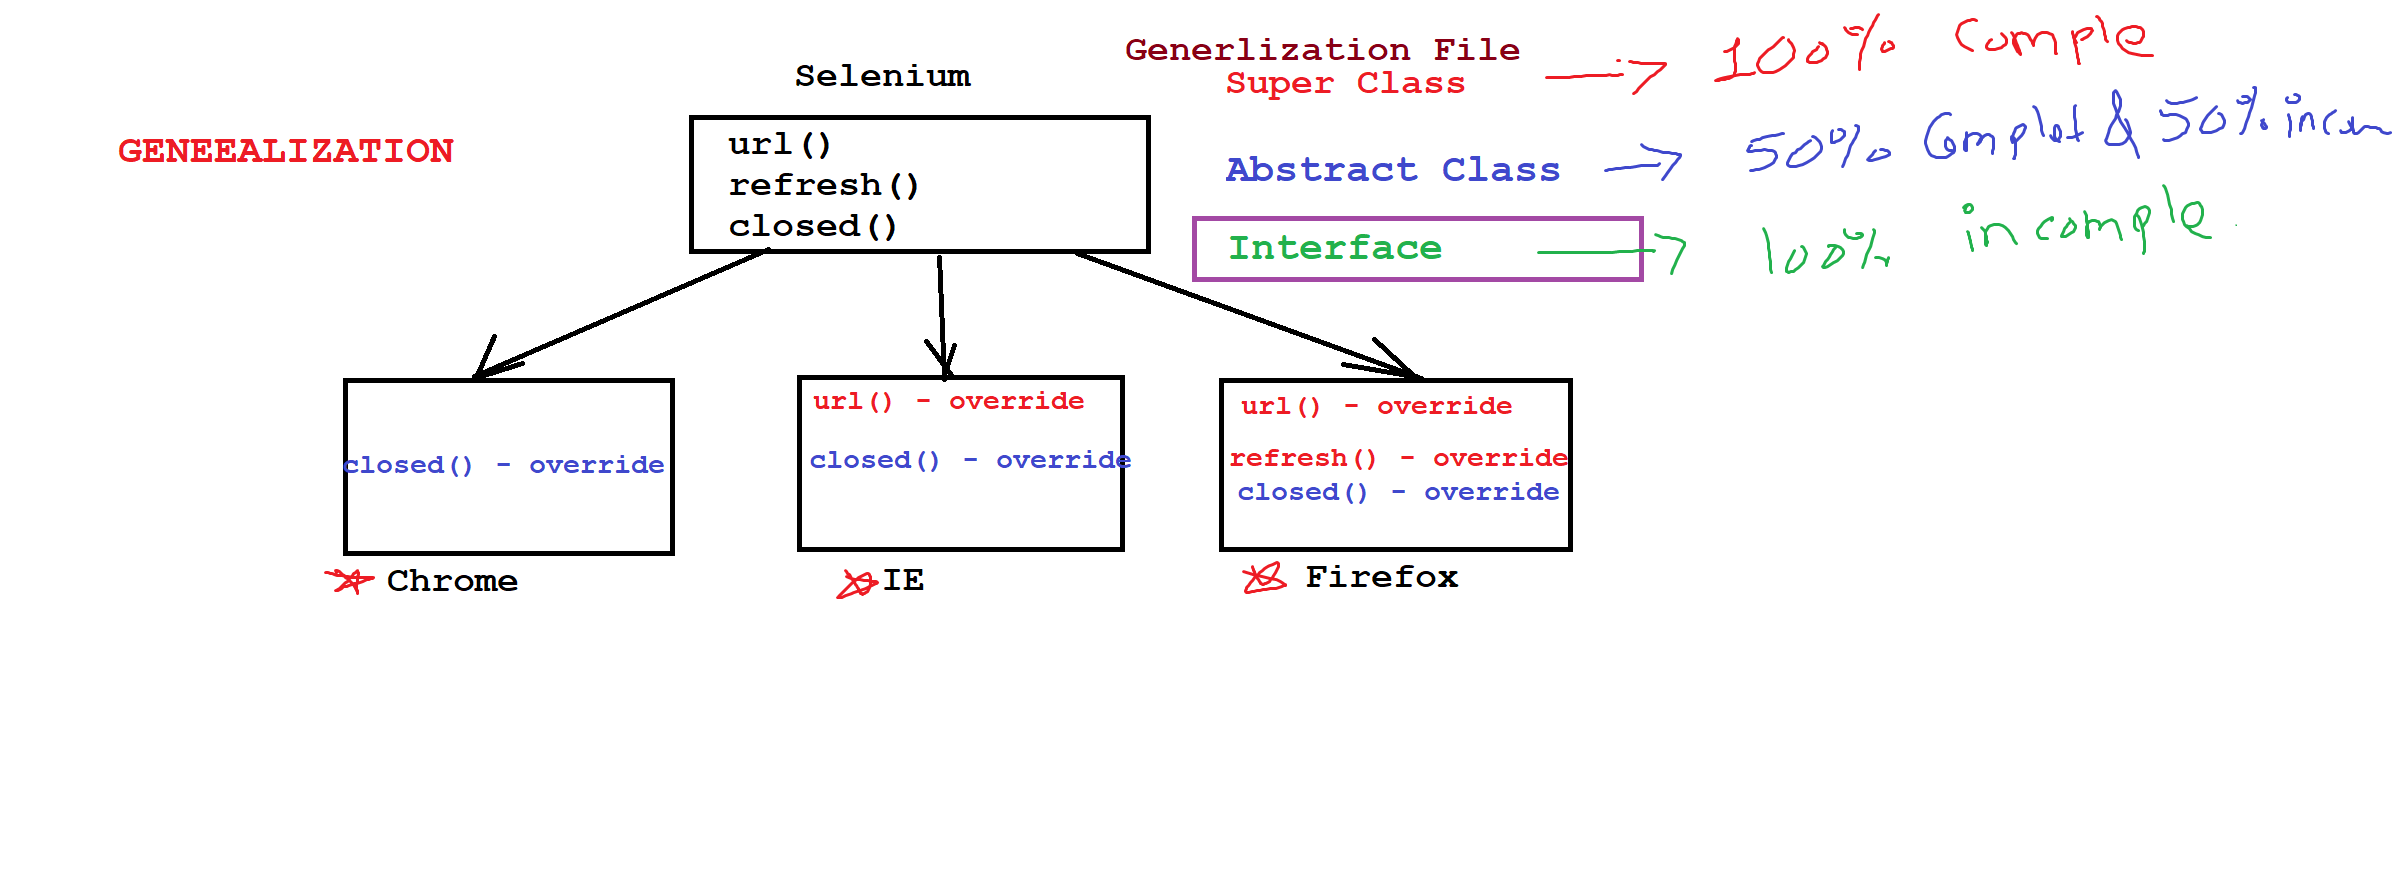 GENEEALIZATION
Selenium
url()
refresh()
closed()
Generlization File
Super Class
100% Comple
Abstract Class
50% Complet & 50% incom
Interface
100% incomple
closed() - override
Chrome
url() - override
closed() - override
IE
url() - override
refresh() - override
closed() - override
Firefox